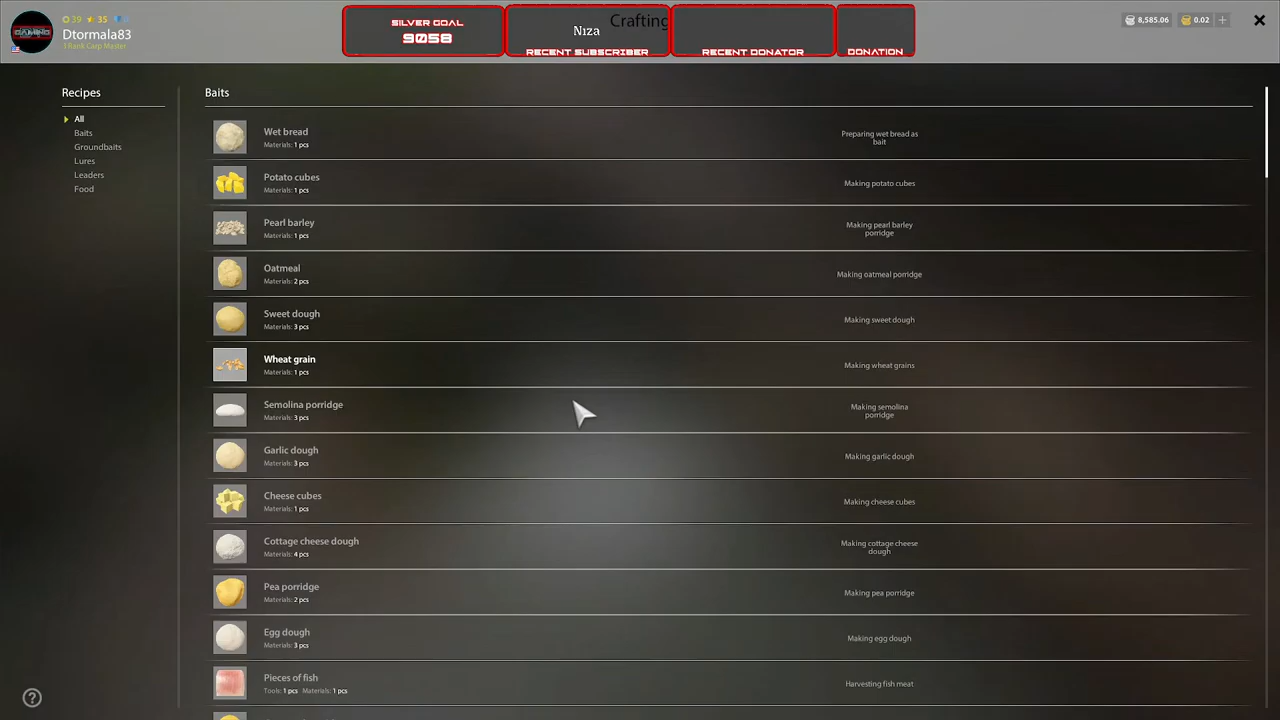 39 35
Dtormala83
1 Rank Carp Master
SILVER GOAL
9058
Niza
RECENT SUBSCRIBER
Crafting
RECENT DONATOR
DONATION
8,585.06
0.02
Recipes
All
Baits
Groundbaits
Lures
Leaders
Food
Baits
Wet bread
Materials: 1 pcs
Preparing wet bread as
bait
Potato cubes
Materials: 1 pcs
Making potato cubes
Pearl barley
Materials: 1 pcs
Making pearl barley
porridge
Oatmeal
Materials: 2 pcs
Making oatmeal porridge
Sweet dough
Materials: 3 pcs
Making sweet dough
Wheat grain
Materials: 1 pcs
Making wheat grains
Semolina porridge
Materials: 3 pcs
Making semolina
porridge
Garlic dough
Materials: 3 pcs
Making garlic dough
Cheese cubes
Materials: 1 pcs
Making cheese cubes
Cottage cheese dough
Materials: 4 pcs
Making cottage cheese
dough
Pea porridge
Materials: 2 pcs
Making pea porridge
Egg dough
Materials: 3 pcs
Making egg dough
Pieces of fish
Tools: 1 pcs Materials: 1 pcs
Harvesting fish meat